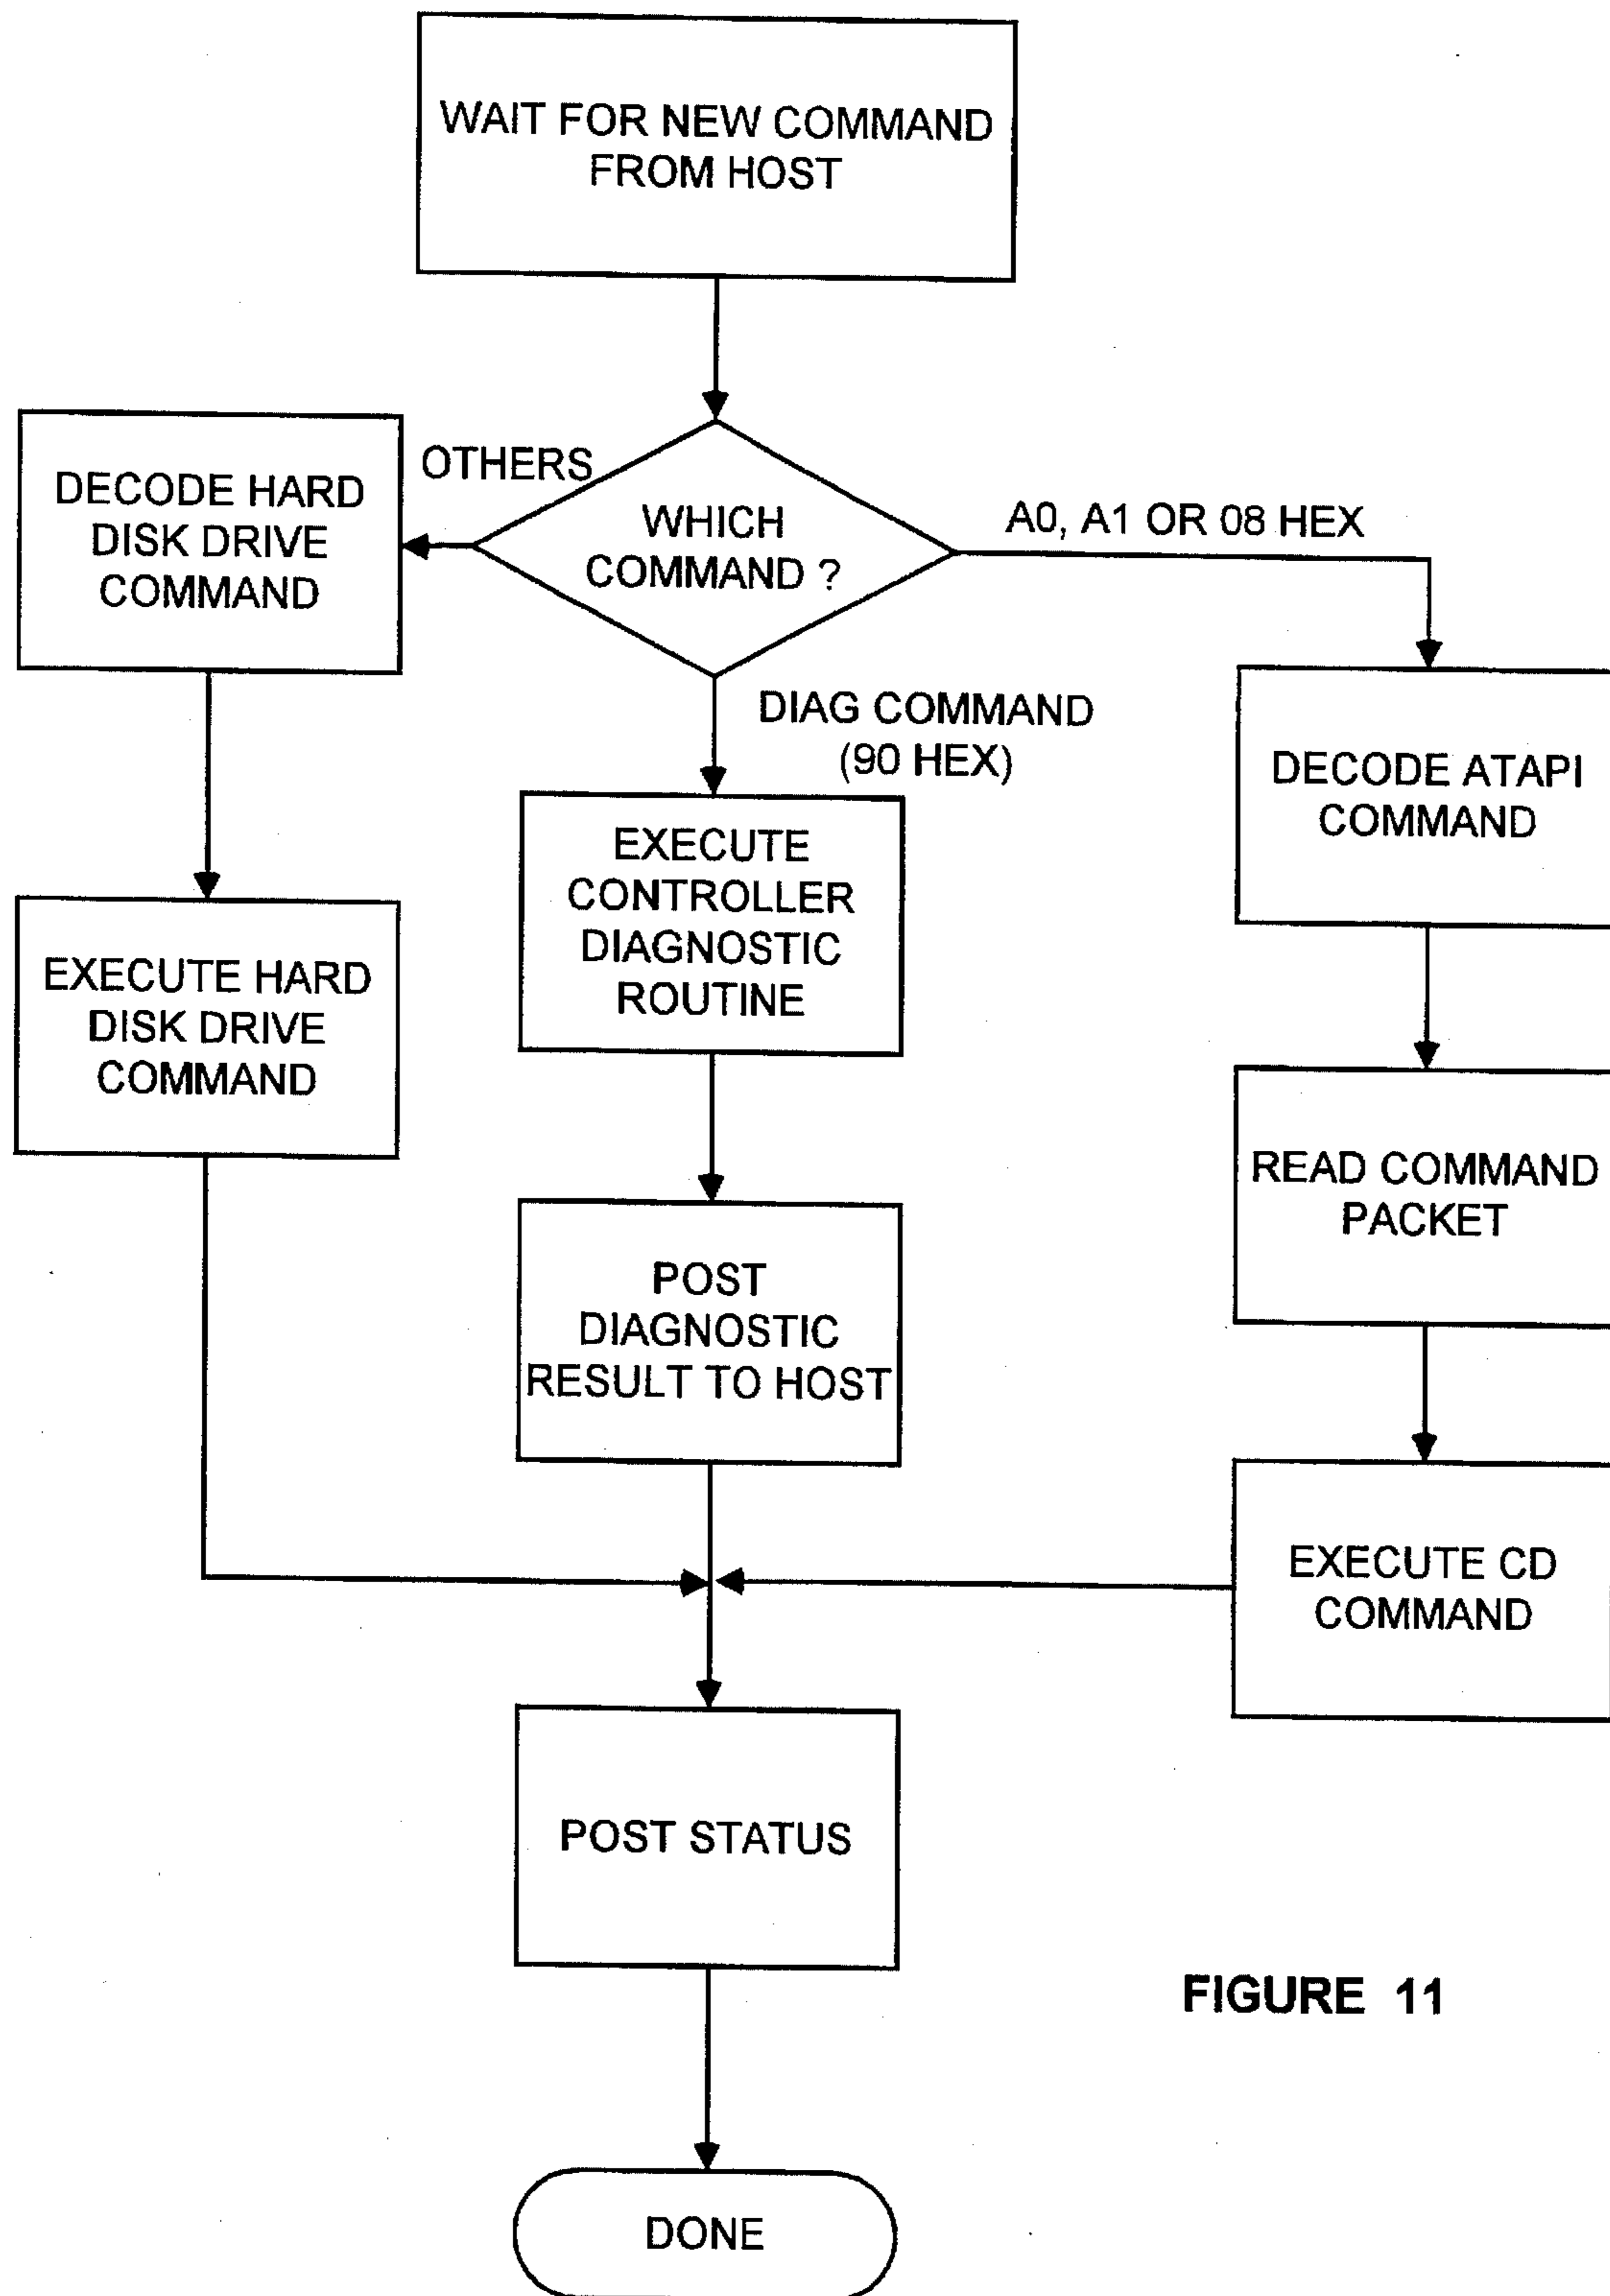 WAIT FOR NEW COMMAND
FROM HOST
OTHERS
WHICH
COMMAND ?
A0, A1 OR 08 HEX
DECODE HARD
DISK DRIVE
COMMAND
DIAG COMMAND
(90 HEX)
DECODE ATAPI
COMMAND
EXECUTE
CONTROLLER
DIAGNOSTIC
ROUTINE
EXECUTE HARD
DISK DRIVE
COMMAND
READ COMMAND
PACKET
POST
DIAGNOSTIC
RESULT TO HOST
EXECUTE CD
COMMAND
POST STATUS
FIGURE 11
DONE